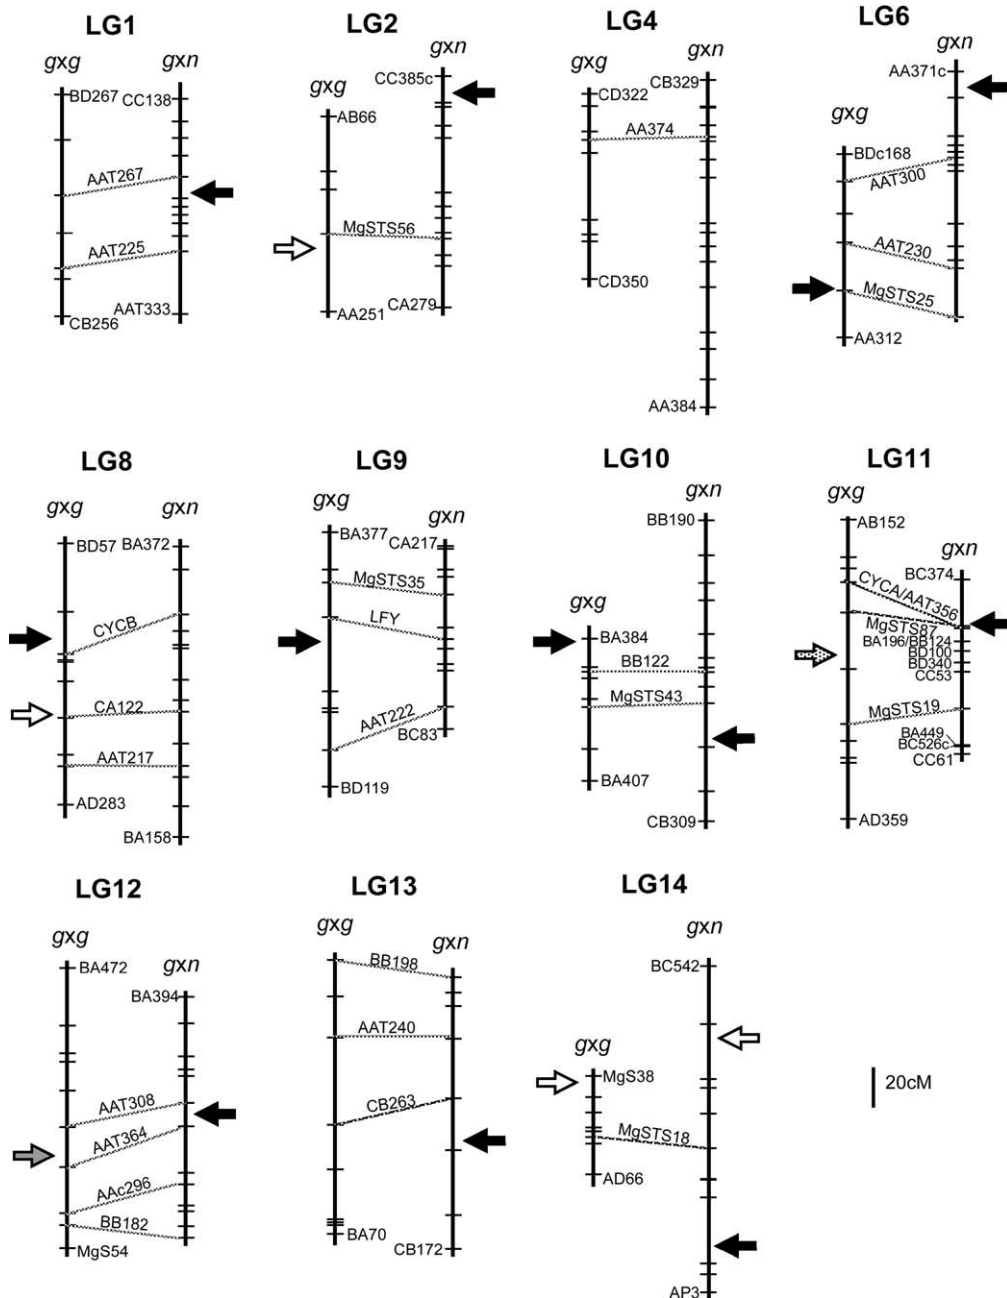 LG1
gxg
gxn
BD267
CC138
AAT267
AAT225
AAT333
CB256
LG2
gxn
CC385c
gxg
AB66
MgSTS56
AA251
CA279
LG4
gxg
gxn
CB329
CD322
AA374
CD350
AA384
LG6
gxn
AA371c
gxg
BDc168
AAT300
AAT230
MgSTS25
AA312
LG8
gxg
gxn
BD57
BA372
CYCB
CA122
AAT217
AD283
BA158
LG9
gxg
gxn
BA377
CA217
MgSTS35
LFY
AAT222
BC83
BD119
LG10
gxn
BB190
gxg
BA384
BB122
MgSTS43
BA407
CB309
LG11
gxg
AB152
gxn
BC374
CYCA/AAT356
MgSTS87
BA196/BB124
BD100
BD340
CC53
MgSTS19
BA449
BC526c
CC61
AD359
LG12
gxg
gxn
BA472
BA394
AAT308
AAT364
AAc296
BB182
MgS54
LG13
gxg
gxn
BB198
AAT240
CB263
BA70
CB172
LG14
gxn
BC542
gxg
MgS38
MgSTS18
AD66
AP3
20cM